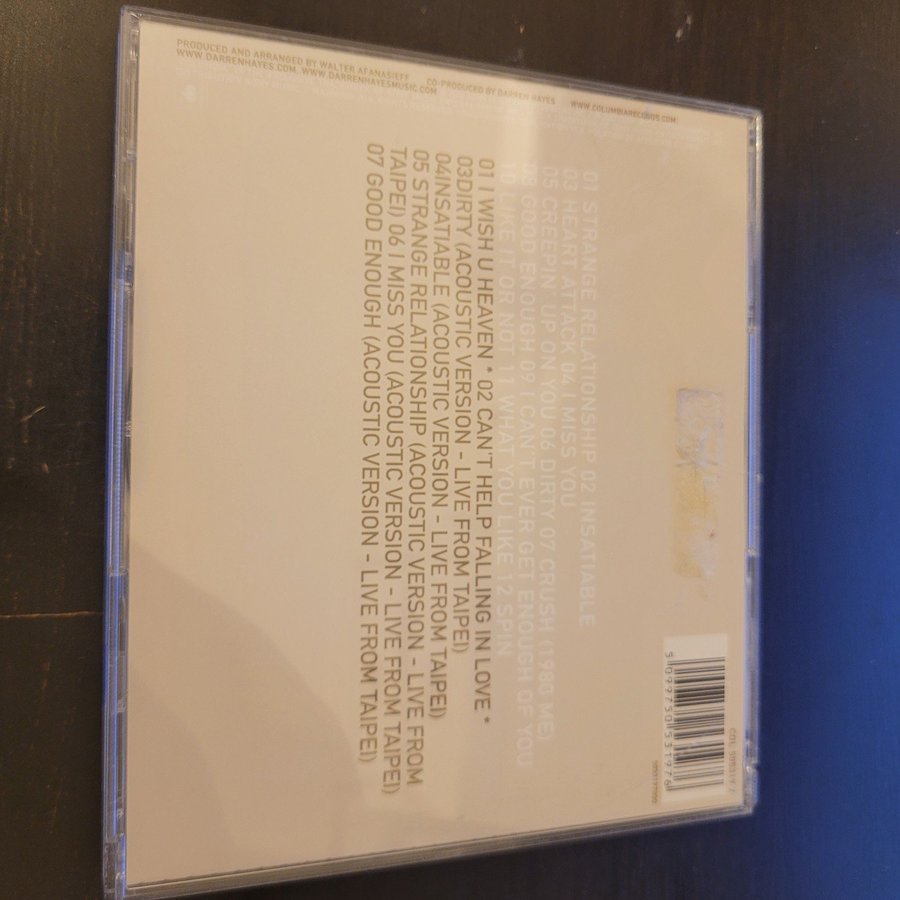 PRODUCED AND ARRANGED BY WALTER AFANASIEFF CO-PRODUCED BY DARREN HAYES WWW.COLUMBIARECORDS.COM
WWW.DARRENHAYES.COM, WWW.DARRENHAYESMUSIC.COM
01 STRANGE RELATIONSHIP 02 INSATIABLE
03 HEART ATTACK 04 I MISS YOU
05 CREEPIN' UP ON YOU 06 DIRTY 07 CRUSH (1980 ME)
08 GOOD ENOUGH 09 I CAN'T EVER GET ENOUGH OF YOU
10 LIKE IT OR NOT 11 WHAT YOU LIKE 12 SPIN
01 I WISH U HEAVEN * 02 CAN'T HELP FALLING IN LOVE *
03DIRTY (ACOUSTIC VERSION - LIVE FROM TAIPEI)
04INSATIABLE (ACOUSTIC VERSION - LIVE FROM TAIPEI)
05 STRANGE RELATIONSHIP (ACOUSTIC VERSION - LIVE FROM
TAIPEI) 06 I MISS YOU (ACOUSTIC VERSION - LIVE FROM TAIPEI)
07 GOOD ENOUGH (ACOUSTIC VERSION - LIVE FROM TAIPEI)
5 099750 531976